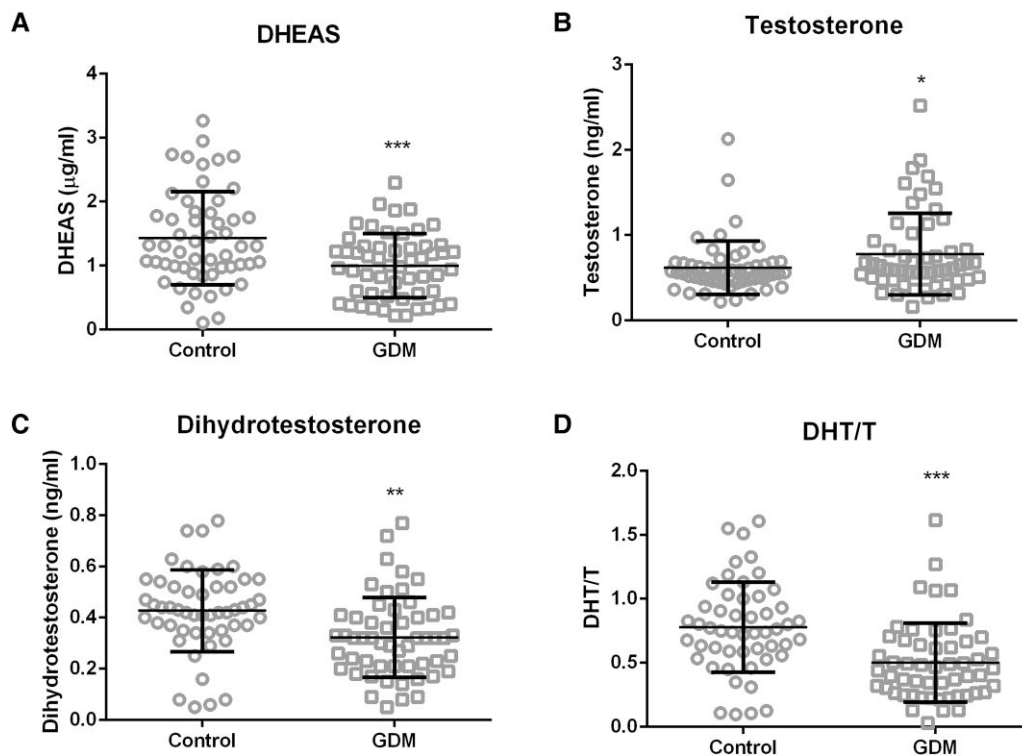 A
DHEAS
DHEAS (μg/ml)
4
3
2
1
0
***
Control
GDM
B
Testosterone
Testosterone (ng/ml)
3
2
1
0
*
Control
GDM
C
Dihydrotestosterone
Dihydrotestosterone (ng/ml)
1.0
0.8
0.6
0.4
0.2
0.0
**
Control
GDM
D
DHT/T
DHT/T
2.0
1.5
1.0
0.5
0.0
***
Control
GDM